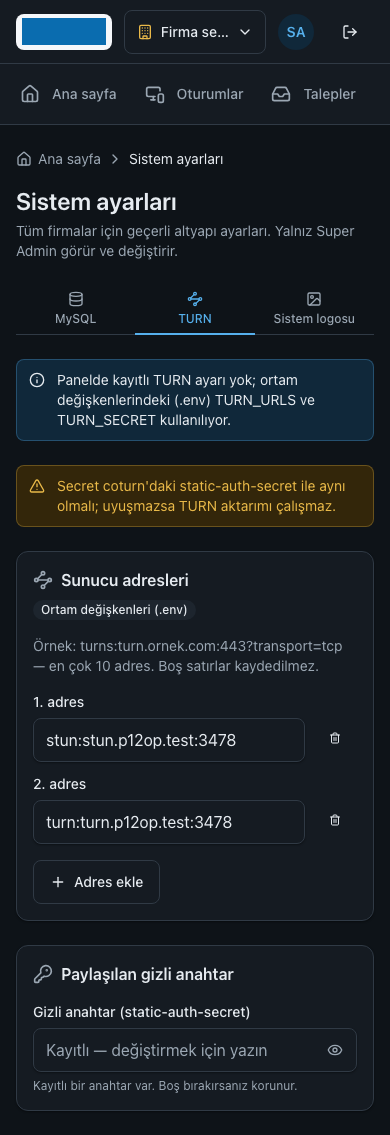 Firma se...
SA
Ana sayfa
Oturumlar
Talepler
Ana sayfa
Sistem ayarları
Sistem ayarları
Tüm firmalar için geçerli altyapı ayarları. Yalnız Super
Admin görür ve değiştirir.
MySQL
TURN
Sistem logosu
Panelde kayıtlı TURN ayarı yok; ortam
değişkenlerindeki (.env) TURN_URLS ve
TURN_SECRET kullanılıyor.
Secret coturn'daki static-auth-secret ile aynı
olmalı; uyuşmazsa TURN aktarımı çalışmaz.
Sunucu adresleri
Ortam değişkenleri (.env)
Örnek: turns:turn.ornek.com:443?transport=tcp
— en çok 10 adres. Boş satırlar kaydedilmez.
1. adres
stun:stun.p12op.test:3478
2. adres
turn:turn.p12op.test:3478
Adres ekle
Paylaşılan gizli anahtar
Gizli anahtar (static-auth-secret)
Kayıtlı — değiştirmek için yazın
Kayıtlı bir anahtar var. Boş bırakırsanız korunur.